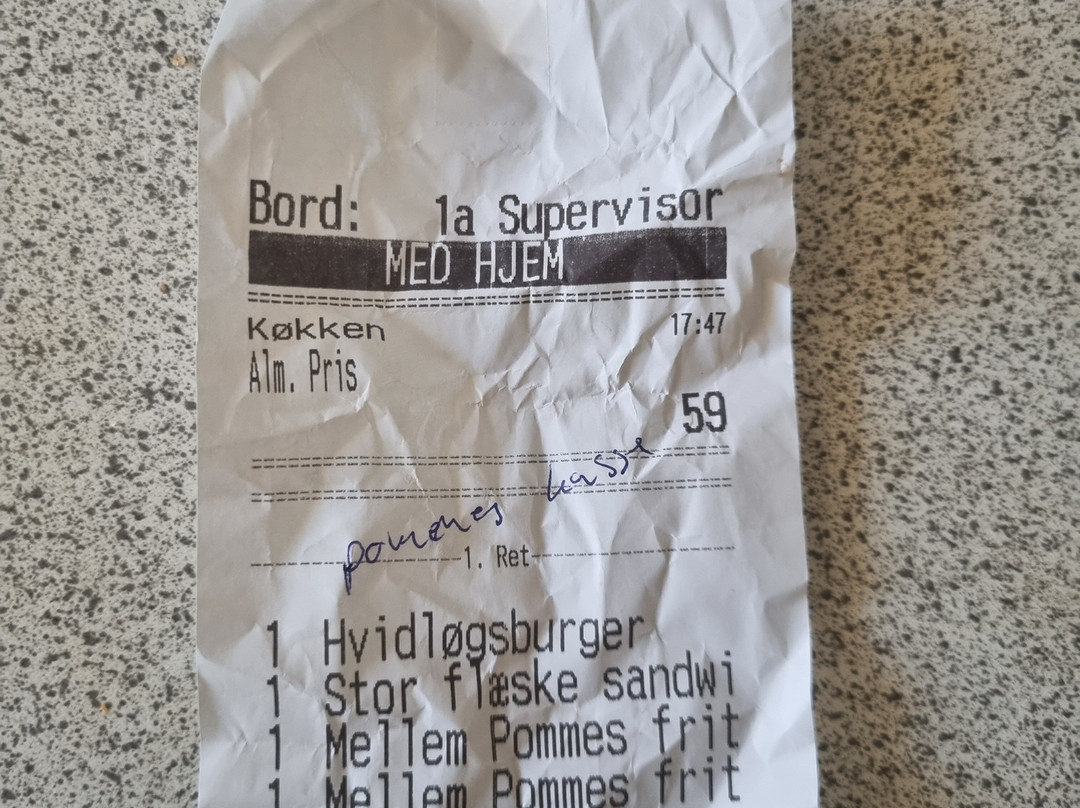 Bord: 1a Supervisor
MED HJEM
Køkken 17:47
Alm. Pris
59
pommes kasse
1. Ret
1 Hvidløgsburger
1 Stor flæske sandwi
1 Mellem Pommes frit
1 Mellem Pommes frit